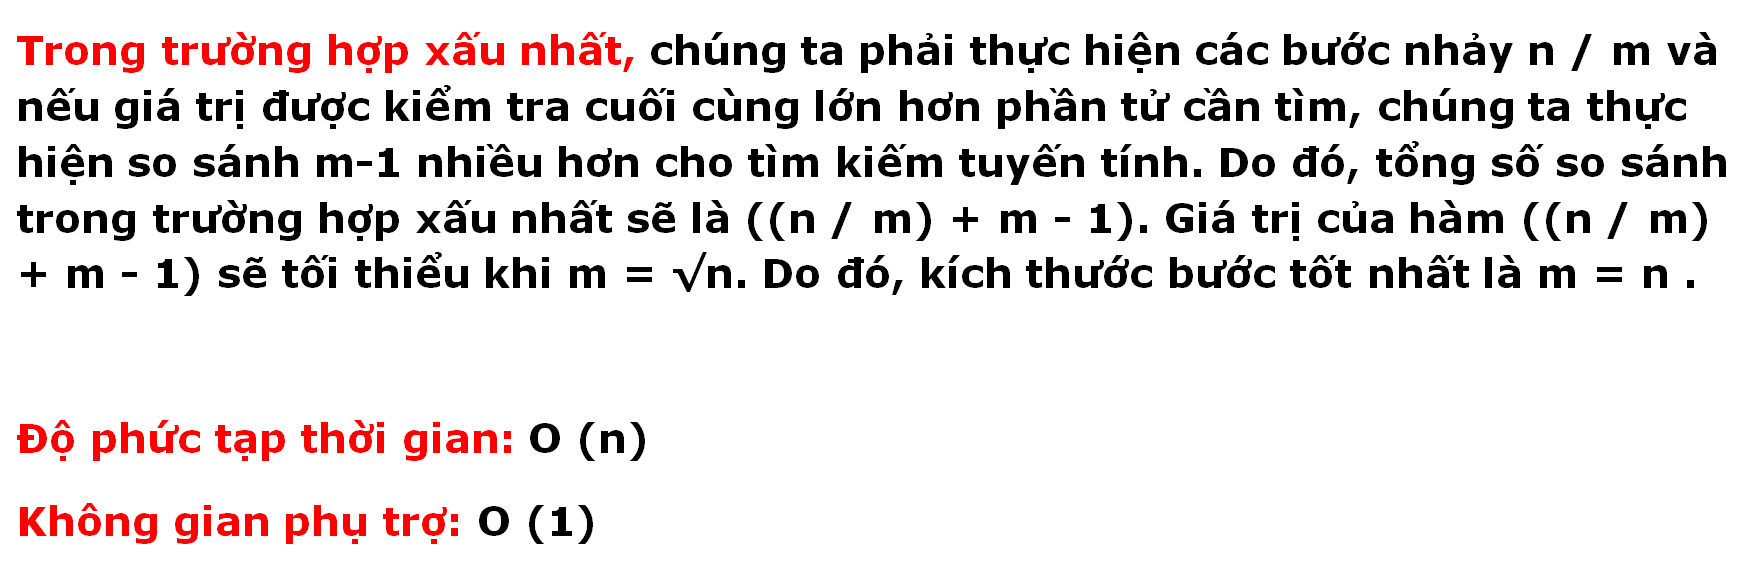 Trong trường hợp xấu nhất, chúng ta phải thực hiện các bước nhảy n / m và
nếu giá trị được kiểm tra cuối cùng lớn hơn phần tử cần tìm, chúng ta thực
hiện so sánh m-1 nhiều hơn cho tìm kiếm tuyến tính. Do đó, tổng số so sánh
trong trường hợp xấu nhất sẽ là ((n / m) + m - 1). Giá trị của hàm ((n / m)
+ m - 1) sẽ tối thiểu khi m = √n. Do đó, kích thước bước tốt nhất là m = n .
Độ phức tạp thời gian: O (n)
Không gian phụ trợ: O (1)